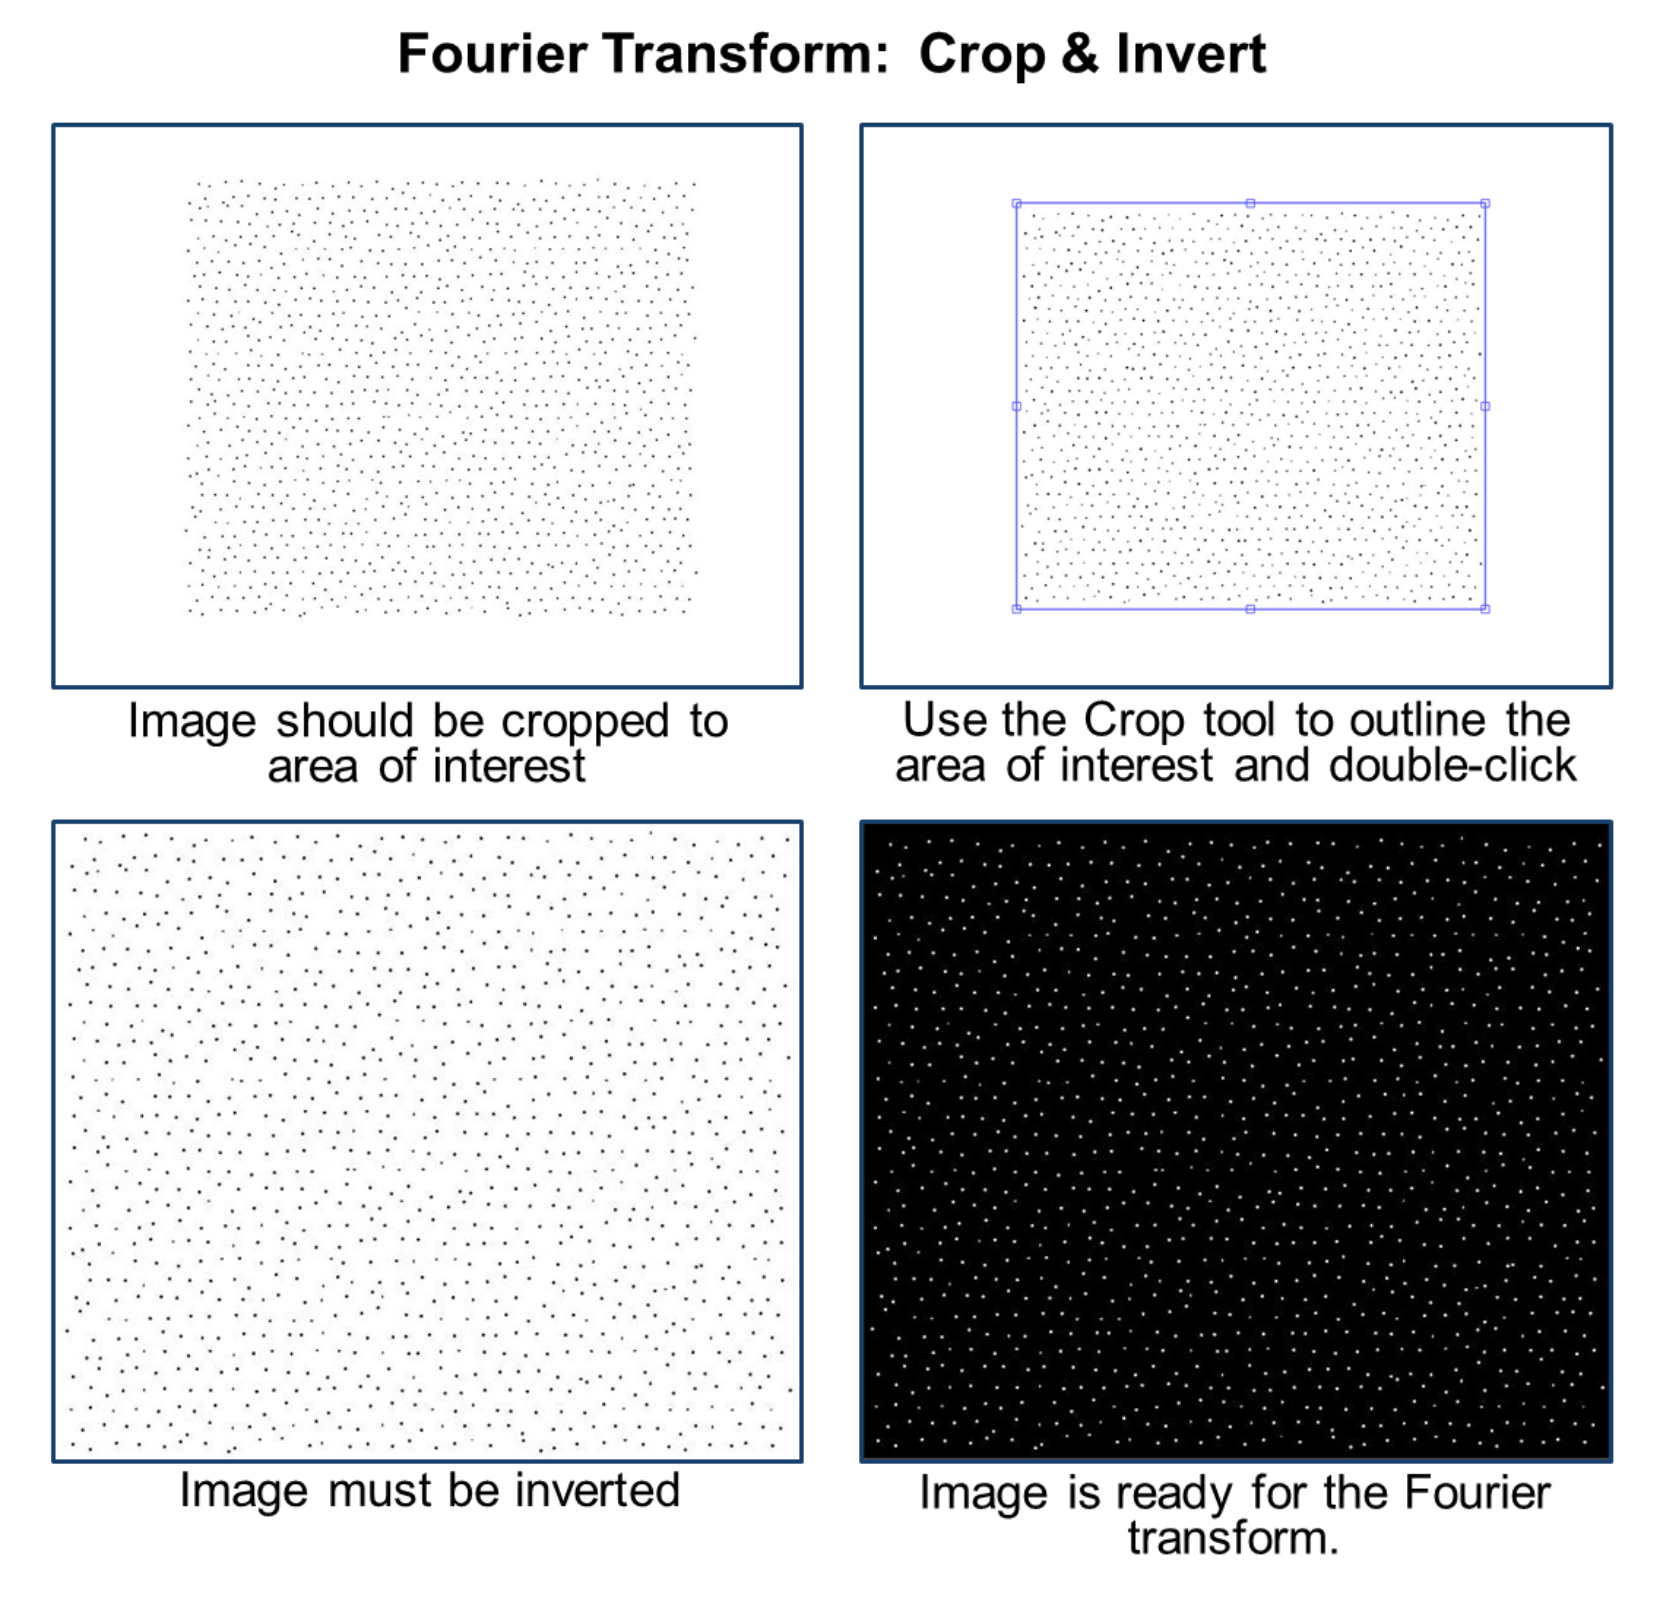 Fourier Transform:  Crop & Invert
Image should be cropped to
area of interest
Use the Crop tool to outline the
area of interest and double-click
Image must be inverted
Image is ready for the Fourier
transform.